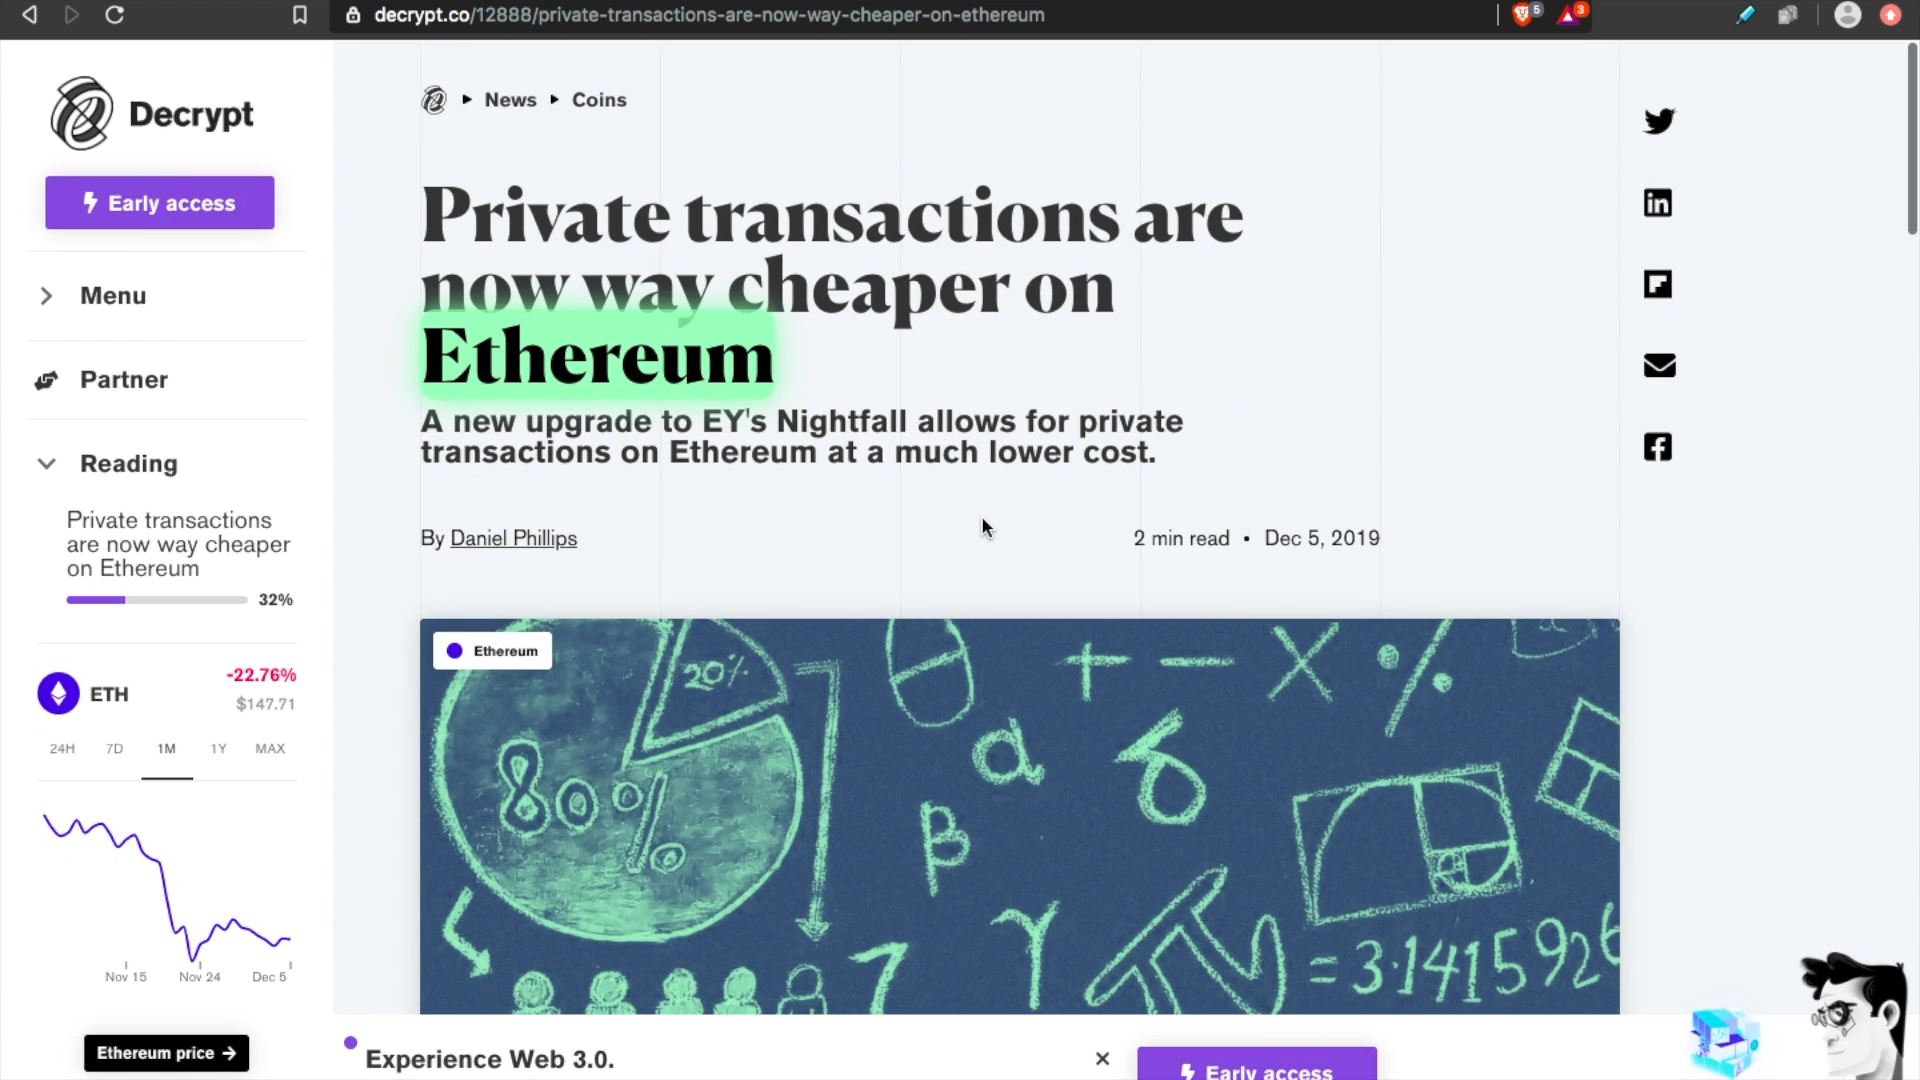 decrypt.co/12888/private-transactions-are-now-way-cheaper-on-ethereum
5
3
Decrypt
Early access
Menu
Partner
Reading
Private transactions
are now way cheaper
on Ethereum
32%
ETH
-22.76%
$147.71
24H 7D 1M 1Y MAX
Nov 15 Nov 24 Dec 5
Ethereum price →
News ▸ Coins
Private transactions are
now way cheaper on
Ethereum
A new upgrade to EY's Nightfall allows for private
transactions on Ethereum at a much lower cost.
By Daniel Phillips
2 min read • Dec 5, 2019
Ethereum
20%
80%
θ + − × %
α
β
γ
π
= 3.1415926
Experience Web 3.0.
Early access